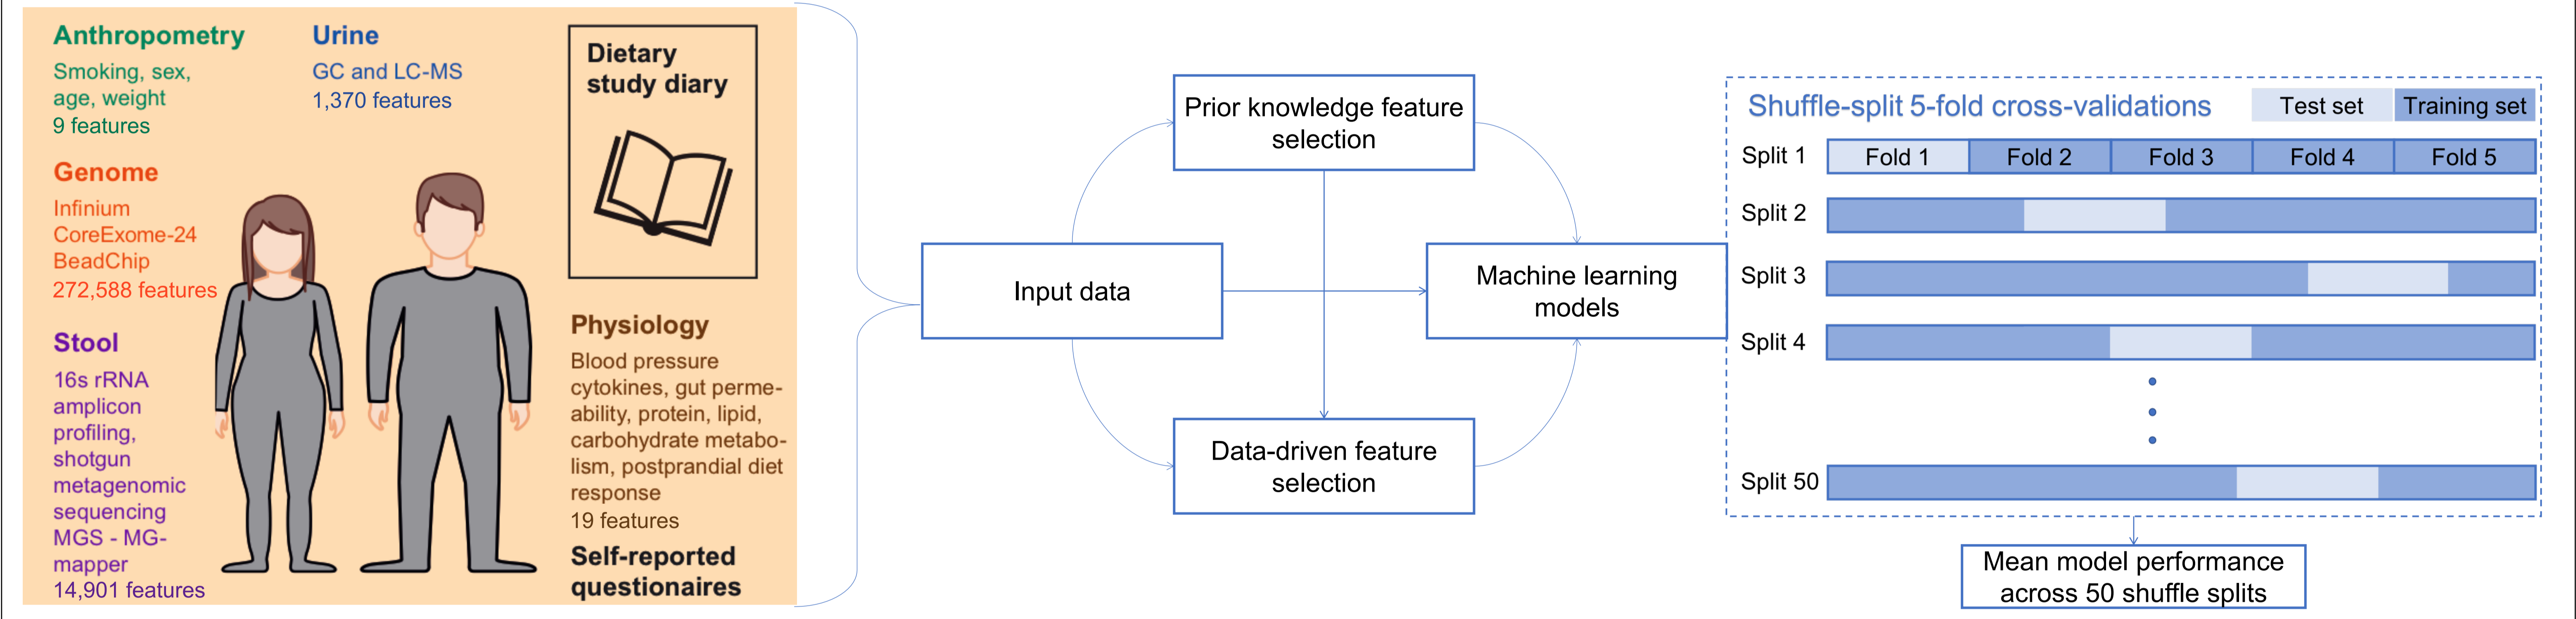 Anthropometry
Smoking, sex,
age, weight
9 features
Urine
GC and LC-MS
1,370 features
Genome
Infinium
CoreExome-24
BeadChip
272,588 features
Stool
16s rRNA
amplicon
profiling,
shotgun
metagenomic
sequencing
MGS - MG-
mapper
14,901 features
Dietary
study diary
Physiology
Blood pressure
cytokines, gut perme-
ability, protein, lipid,
carbohydrate metabo-
lism, postprandial diet
response
19 features
Self-reported
questionaires
Input data
Prior knowledge feature
selection
Data-driven feature
selection
Machine learning
models
Shuffle-split 5-fold cross-validations
Test set
Training set
Split 1
Fold 1
Fold 2
Fold 3
Fold 4
Fold 5
Split 2
Split 3
Split 4
Split 50
Mean model performance
across 50 shuffle splits